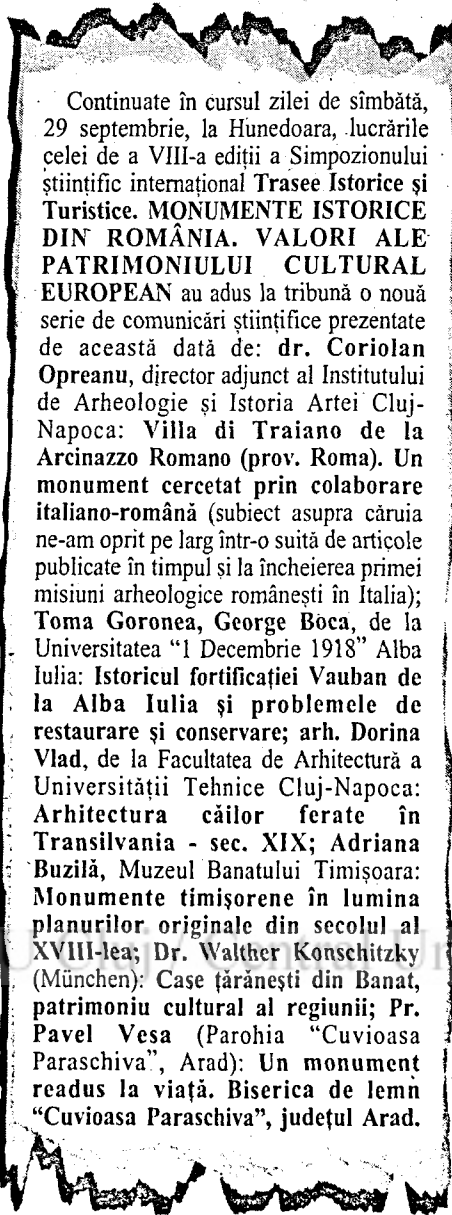 Continuate în cursul zilei de sîmbătă,
29 septembrie, la Hunedoara, lucrările
celei de a VIII-a ediții a Simpozionului
științific internațional Trasee Istorice și
Turistice. MONUMENTE ISTORICE
DIN ROMÂNIA. VALORI ALE
PATRIMONIULUI CULTURAL
EUROPEAN au adus la tribună o nouă
serie de comunicări științifice prezentate
de această dată de: dr. Coriolan
Opreanu, director adjunct al Institutului
de Arheologie și Istoria Artei Cluj-
Napoca: Villa di Traiano de la
Arcinazzo Romano (prov. Roma). Un
monument cercetat prin colaborare
italiano-română (subiect asupra căruia
ne-am oprit pe larg într-o suită de articole
publicate în timpul și la încheierea primei
misiuni arheologice românești în Italia);
Toma Goronea, George Boca, de la
Universitatea “1 Decembrie 1918” Alba
Iulia: Istoricul fortificației Vauban de
la Alba Iulia și problemele de
restaurare și conservare; arh. Dorina
Vlad, de la Facultatea de Arhitectură a
Universității Tehnice Cluj-Napoca:
Arhitectura căilor ferate în
Transilvania - sec. XIX; Adriana
Buzilă, Muzeul Banatului Timișoara:
Monumente timișorene în lumina
planurilor originale din secolul al
XVIII-lea; Dr. Walther Konschitzky
(München): Case țărănești din Banat,
patrimoniu cultural al regiunii; Pr.
Pavel Vesa (Parohia “Cuvioasa
Paraschiva”, Arad): Un monument
readus la viață. Biserica de lemn
“Cuvioasa Paraschiva”, județul Arad.